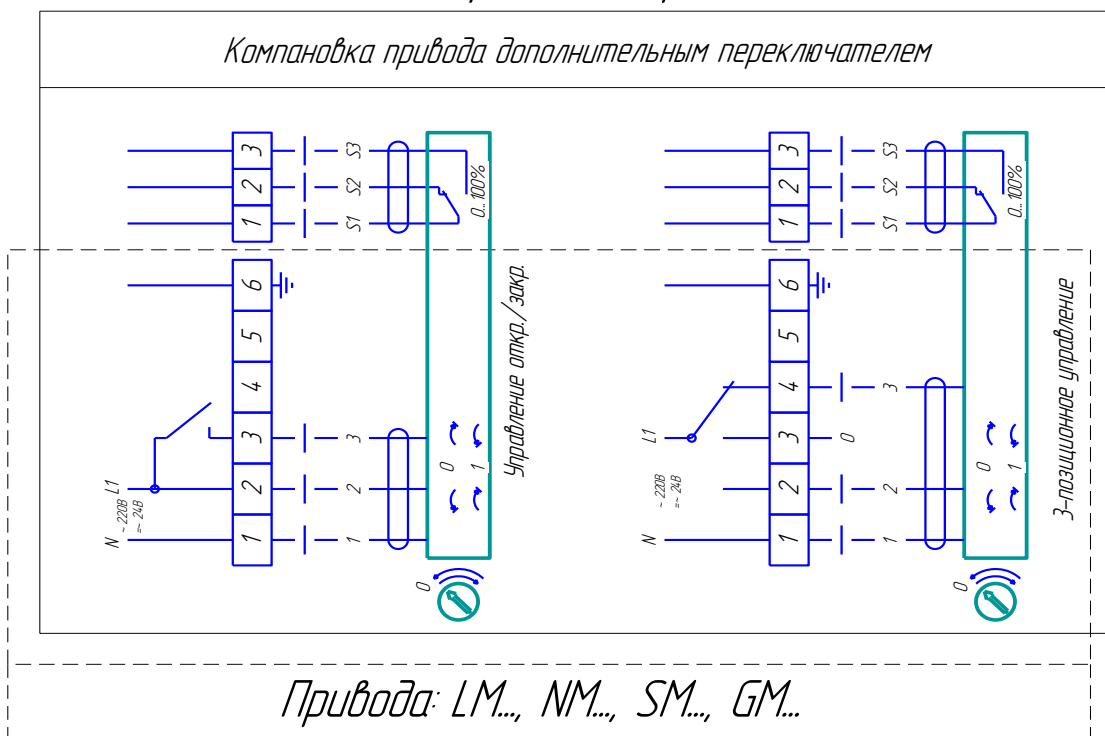 Компановка привода дополнительным переключателем
3
2
1
S3
S2
S1
0..100%
6
5
4
3
2
1
3
2
1
L1
~ 220В
=~ 24В
N
0
1
0
Управление откр./закр.
3
2
1
S3
S2
S1
0..100%
6
5
4
3
2
1
3
0
2
1
L1
~ 220В
=~ 24В
N
0
1
0
3-позиционное управление
Привода: LM..., NM..., SM..., GM...